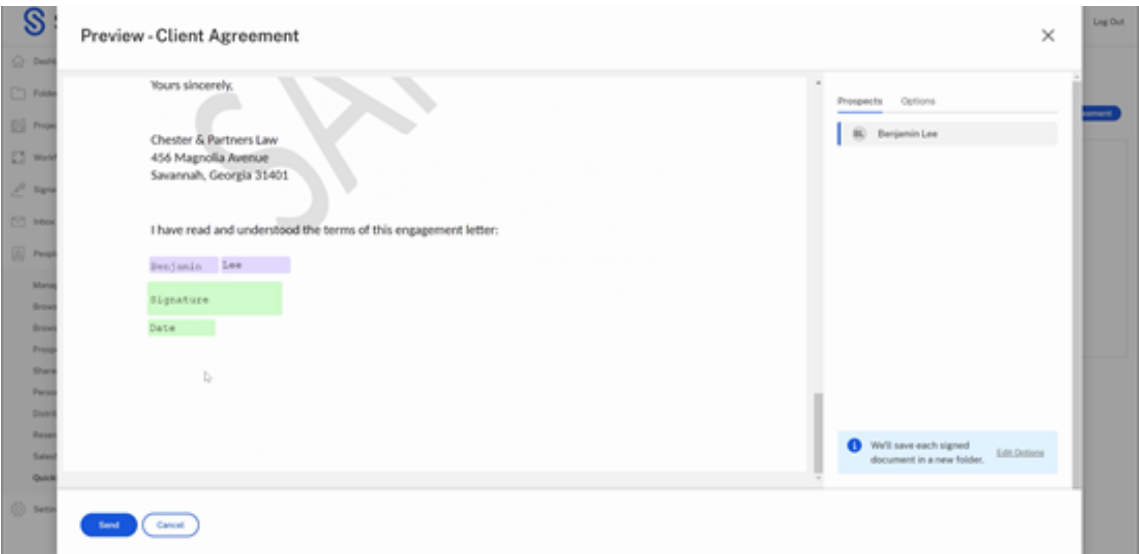 Preview - Client Agreement
Log Out
Yours sincerely,
Chester & Partners Law
456 Magnolia Avenue
Savannah, Georgia 31401
I have read and understood the terms of this engagement letter:
Benjamin Lee
Signature
Date
Prospects Options
BL Benjamin Lee
We'll save each signed
document in a new folder.
Edit Options
Send Cancel